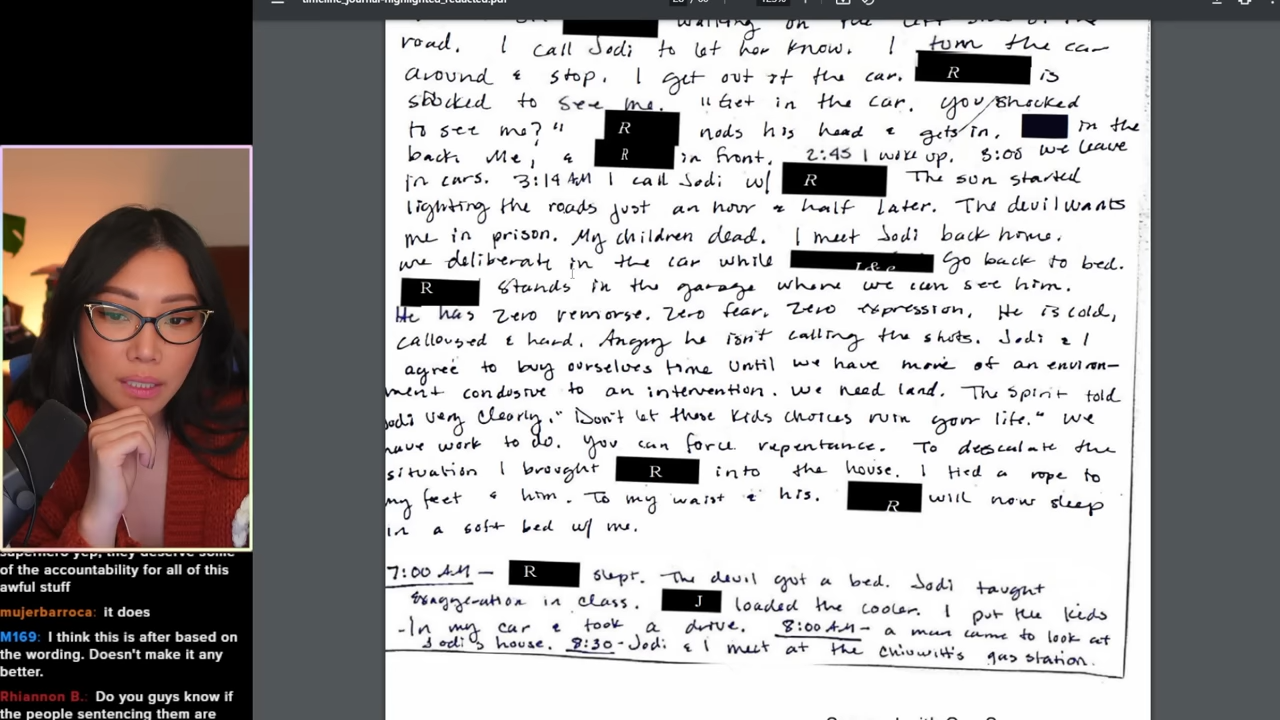 timeline_journal-highlighted_redacted.pdf
walking on the left side of the
road. I call Jodi to let her know. I turn the car
around & stop. I get out of the car. R is
shocked to see me. "Get in the car. You shocked
to see me?" R nods his head & gets in. in the
back. Me, & R in front. 2:45 I woke up. 3:00 we leave
in cars. 3:14 AM I call Jodi w/ R The sun started
lighting the roads just an hour & half later. The devil wants
me in prison. My children dead. I meet Jodi back home.
we deliberate in the car while go back to bed.
R stands in the garage where we can see him.
He has zero remorse. Zero fear. Zero expression. He is cold,
calloused & hard. Angry he isn't calling the shots. Jodi & I
agree to buy ourselves time until we have more of an environ-
ment condusive to an intervention. we need land. The Spirit told
Jodi very clearly, "Don't let those kids choices ruin your life." We
have work to do. You can force repentance. To deescalate the
situation I brought R into the house. I tied a rope to
my feet & him. To my waist & his. R will now sleep
in a soft bed w/ me.
7:00 AM — R slept. The devil got a bed. Jodi taught
Exaggeration in class. J loaded the cooler. I put the kids
-In my car & took a drive. 8:00 AM - a man came to look at
Jodi's house. 8:30 - Jodi & I meet at the gas station.
superhero yep, they deserve some
of the accountability for all of this
awful stuff
mujerbarroca: it does
M169: I think this is after based on
the wording. Doesn't make it any
better.
Rhiannon B.: Do you guys know if
the people sentencing them are